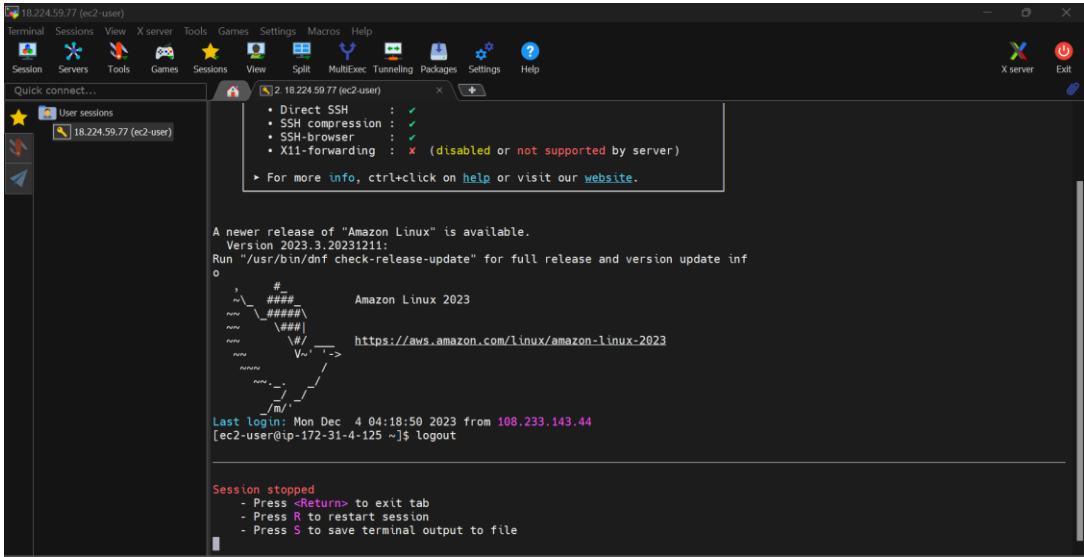 18.224.59.77 (ec2-user)
Terminal Sessions View X server Tools Games Settings Macros Help
Session Servers Tools Games Sessions View Split MultiExec Tunneling Packages Settings Help X server Exit
Quick connect...
2. 18.224.59.77 (ec2-user)
User sessions
18.224.59.77 (ec2-user)
• Direct SSH : ✔
• SSH compression : ✔
• SSH-browser : ✔
• X11-forwarding : ✘ (disabled or not supported by server)
➤ For more info, ctrl+click on help or visit our website.
A newer release of "Amazon Linux" is available.
Version 2023.3.20231211:
Run "/usr/bin/dnf check-release-update" for full release and version update inf
o
, #_
~\_ ####_ Amazon Linux 2023
~~ \_#####\
~~ \###|
~~ \#/ ___ https://aws.amazon.com/linux/amazon-linux-2023
~~ V~' '->
~~~ /
~~._. _/
_/ _/
_/m/'
Last login: Mon Dec 4 04:18:50 2023 from 108.233.143.44
[ec2-user@ip-172-31-4-125 ~]$ logout
Session stopped
- Press <Return> to exit tab
- Press R to restart session
- Press S to save terminal output to file